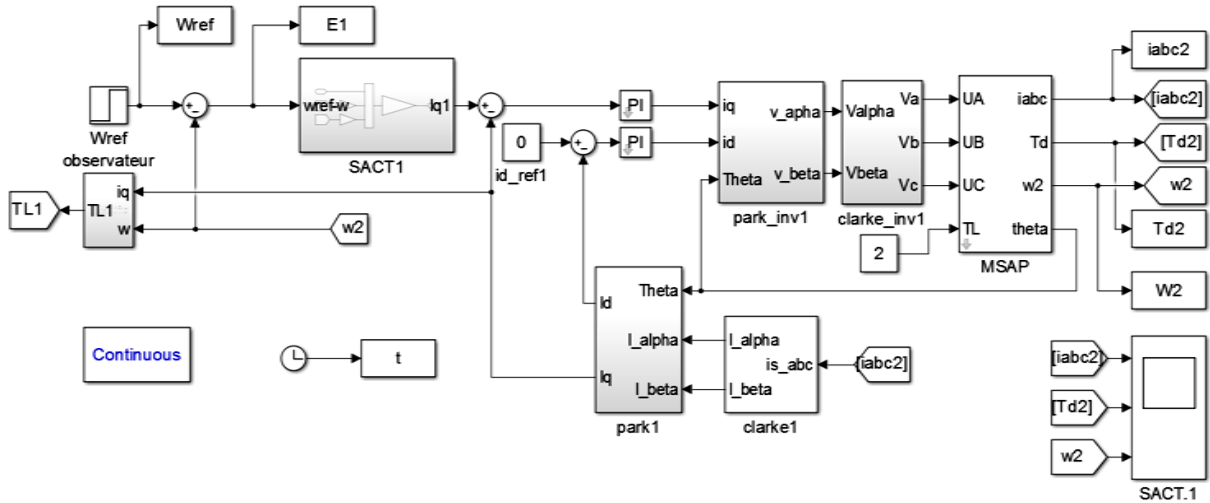 Wref
E1
iabc2
wref-w
Iq1
SACT1
Wref
observateur
0
id_ref1
PI
PI
iq
id
Theta
v_apha
v_beta
park_inv1
Valpha
Vbeta
Va
Vb
Vc
clarke_inv1
UA
UB
UC
TL
iabc
Td
w2
theta
MSAP
[iabc2]
[Td2]
w2
Td2
W2
2
TL1
iq
TL1
w
w2
Theta
Id
I_alpha
Iq
I_beta
park1
I_alpha
is_abc
I_beta
clarke1
[iabc2]
Continuous
t
[iabc2]
[Td2]
w2
SACT.1